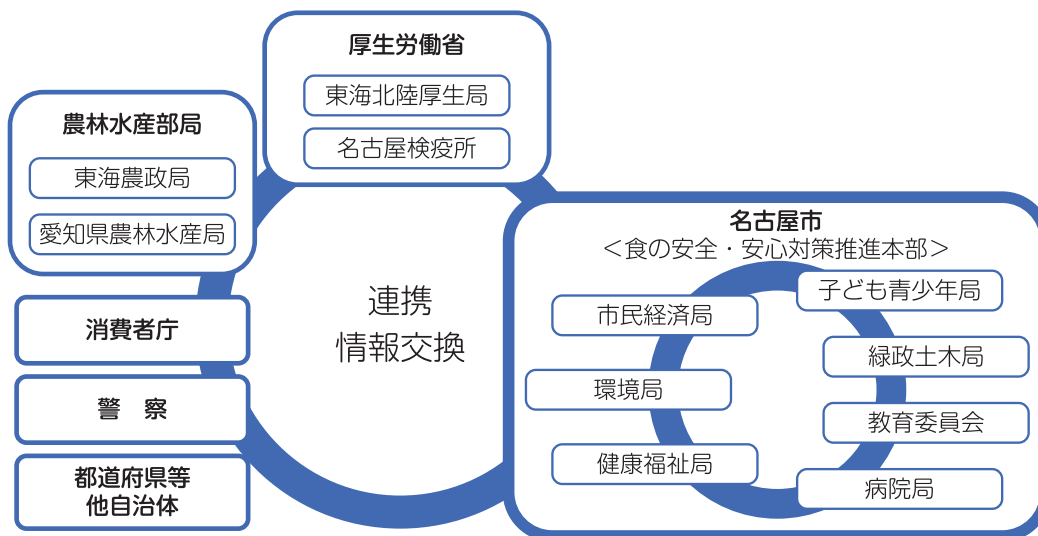 厚生労働省
東海北陸厚生局
名古屋検疫所
農林水産部局
東海農政局
愛知県農林水産局
消費者庁
警　察
都道府県等
他自治体
連携
情報交換
名古屋市
＜食の安全・安心対策推進本部＞
子ども青少年局
市民経済局
緑政土木局
環境局
教育委員会
健康福祉局
病院局